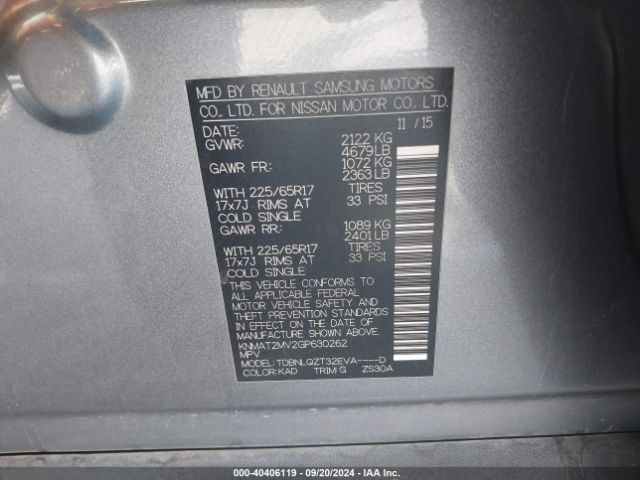 MFD BY RENAULT SAMSUNG MOTORS
CO., LTD. FOR NISSAN MOTOR CO., LTD.
DATE: 11 / 15
GVWR: 2122 KG
4679 LB
GAWR FR: 1072 KG
2363 LB
WITH 225/65R17 TIRES
17x7J RIMS AT 33 PSI
COLD SINGLE
GAWR RR: 1089 KG
2401 LB
WITH 225/65R17 TIRES
17x7J RIMS AT 33 PSI
COLD SINGLE
THIS VEHICLE CONFORMS TO
ALL APPLICABLE FEDERAL
MOTOR VEHICLE SAFETY AND
THEFT PREVENTION STANDARDS
IN EFFECT ON THE DATE OF
MANUFACTURE SHOWN ABOVE.
KNMAT2MV2GP630262
MPV
MODEL: TDBNLQZT32EVA----D
COLOR: KAD TRIM: G ZS30A
000-40406119 - 09/20/2024 - IAA Inc.